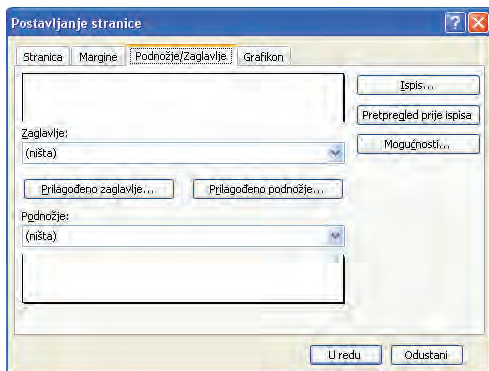 Postavljanje stranice
Stranica Margine Podnožje/Zaglavlje Grafikon
Ispis...
Pretpregled prije ispisa
Mogućnosti...
Zaglavlje:
(ništa)
Prilagođeno zaglavlje... Prilagođeno podnožje...
Podnožje:
(ništa)
U redu Odustani